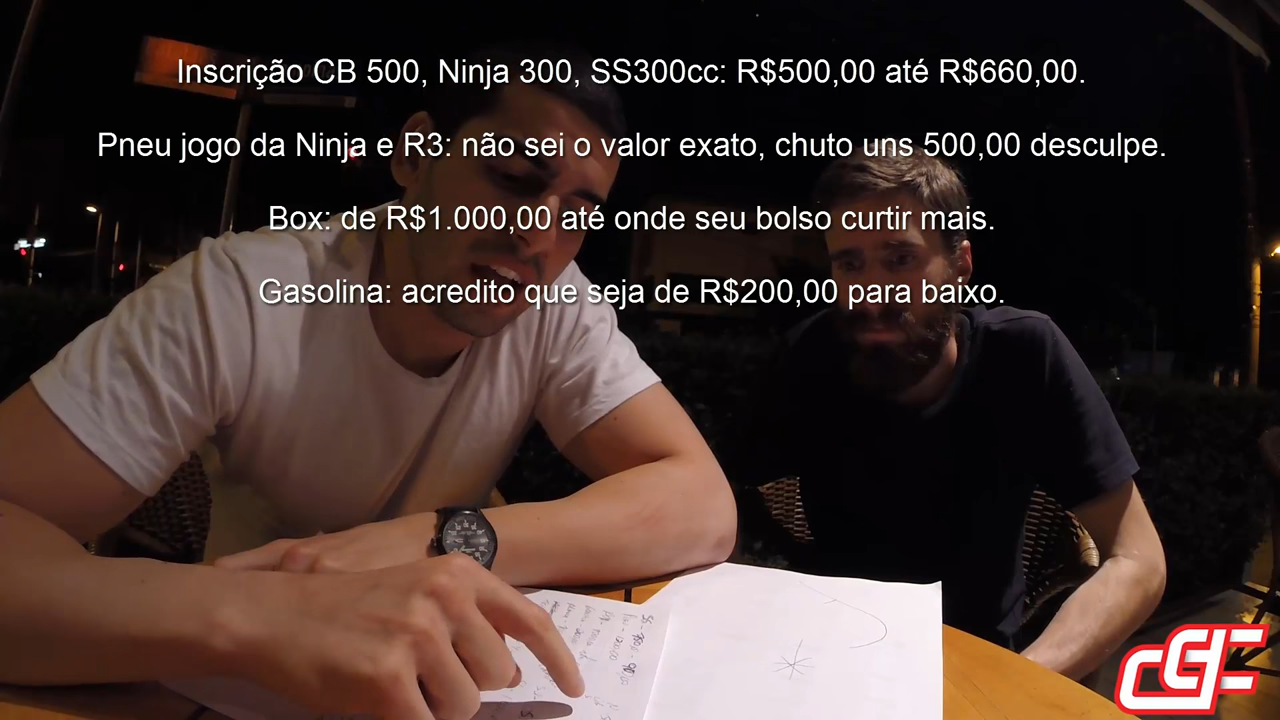 Inscrição CB 500, Ninja 300, SS300cc: R$500,00 até R$660,00.
Pneu jogo da Ninja e R3: não sei o valor exato, chuto uns 500,00 desculpe.
Box: de R$1.000,00 até onde seu bolso curtir mais.
Gasolina: acredito que seja de R$200,00 para baixo.
CGF